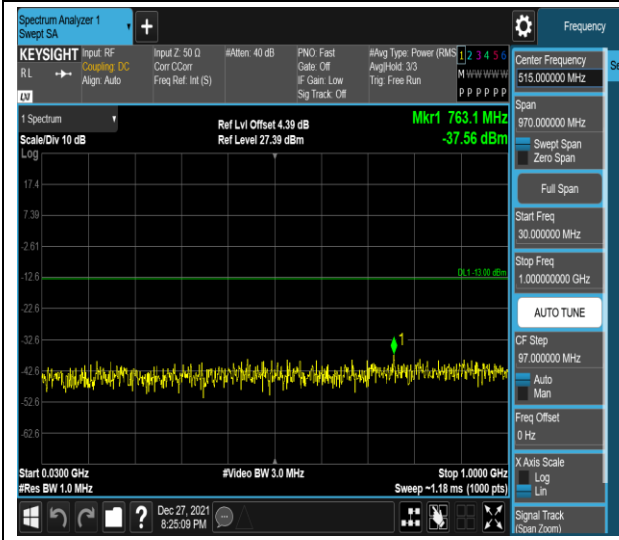 Spectrum Analyzer 1
Swept SA
Frequency
KEYSIGHT
RL
LXI
Input: RF
Coupling: DC
Align: Auto
Input Z: 50 Ω
Corr CCorr
Freq Ref: Int (S)
#Atten: 40 dB
PNO: Fast
Gate: Off
IF Gain: Low
Sig Track: Off
#Avg Type: Power (RMS
Avg|Hold: 3/3
Trig: Free Run
1 2 3 4 5 6
M W W W W W
P P P P P P
1 Spectrum
Scale/Div 10 dB
Ref Lvl Offset 4.39 dB
Ref Level 27.39 dBm
Mkr1 763.1 MHz
-37.56 dBm
Log
17.4
7.39
-2.61
-12.6
-22.6
-32.6
-42.6
-52.6
-62.6
DL1 -13.00 dBm
1
Start 0.0300 GHz
#Res BW 1.0 MHz
#Video BW 3.0 MHz
Stop 1.0000 GHz
Sweep ~1.18 ms (1000 pts)
Dec 27, 2021
8:25:09 PM
Center Frequency
515.000000 MHz
Span
970.000000 MHz
Swept Span
Zero Span
Full Span
Start Freq
30.000000 MHz
Stop Freq
1.000000000 GHz
AUTO TUNE
CF Step
97.000000 MHz
Auto
Man
Freq Offset
0 Hz
X Axis Scale
Log
Lin
Signal Track
(Span Zoom)